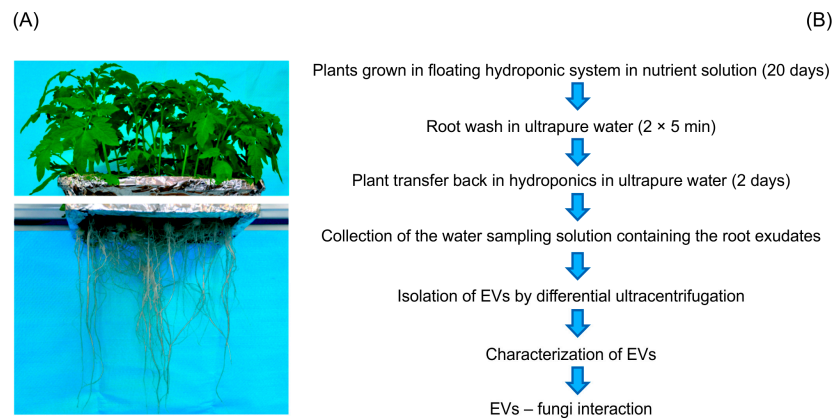 (A)
(B)
Plants grown in floating hydroponic system in nutrient solution (20 days)
Root wash in ultrapure water (2 × 5 min)
Plant transfer back in hydroponics in ultrapure water (2 days)
Collection of the water sampling solution containing the root exudates
Isolation of EVs by differential ultracentrifugation
Characterization of EVs
EVs – fungi interaction